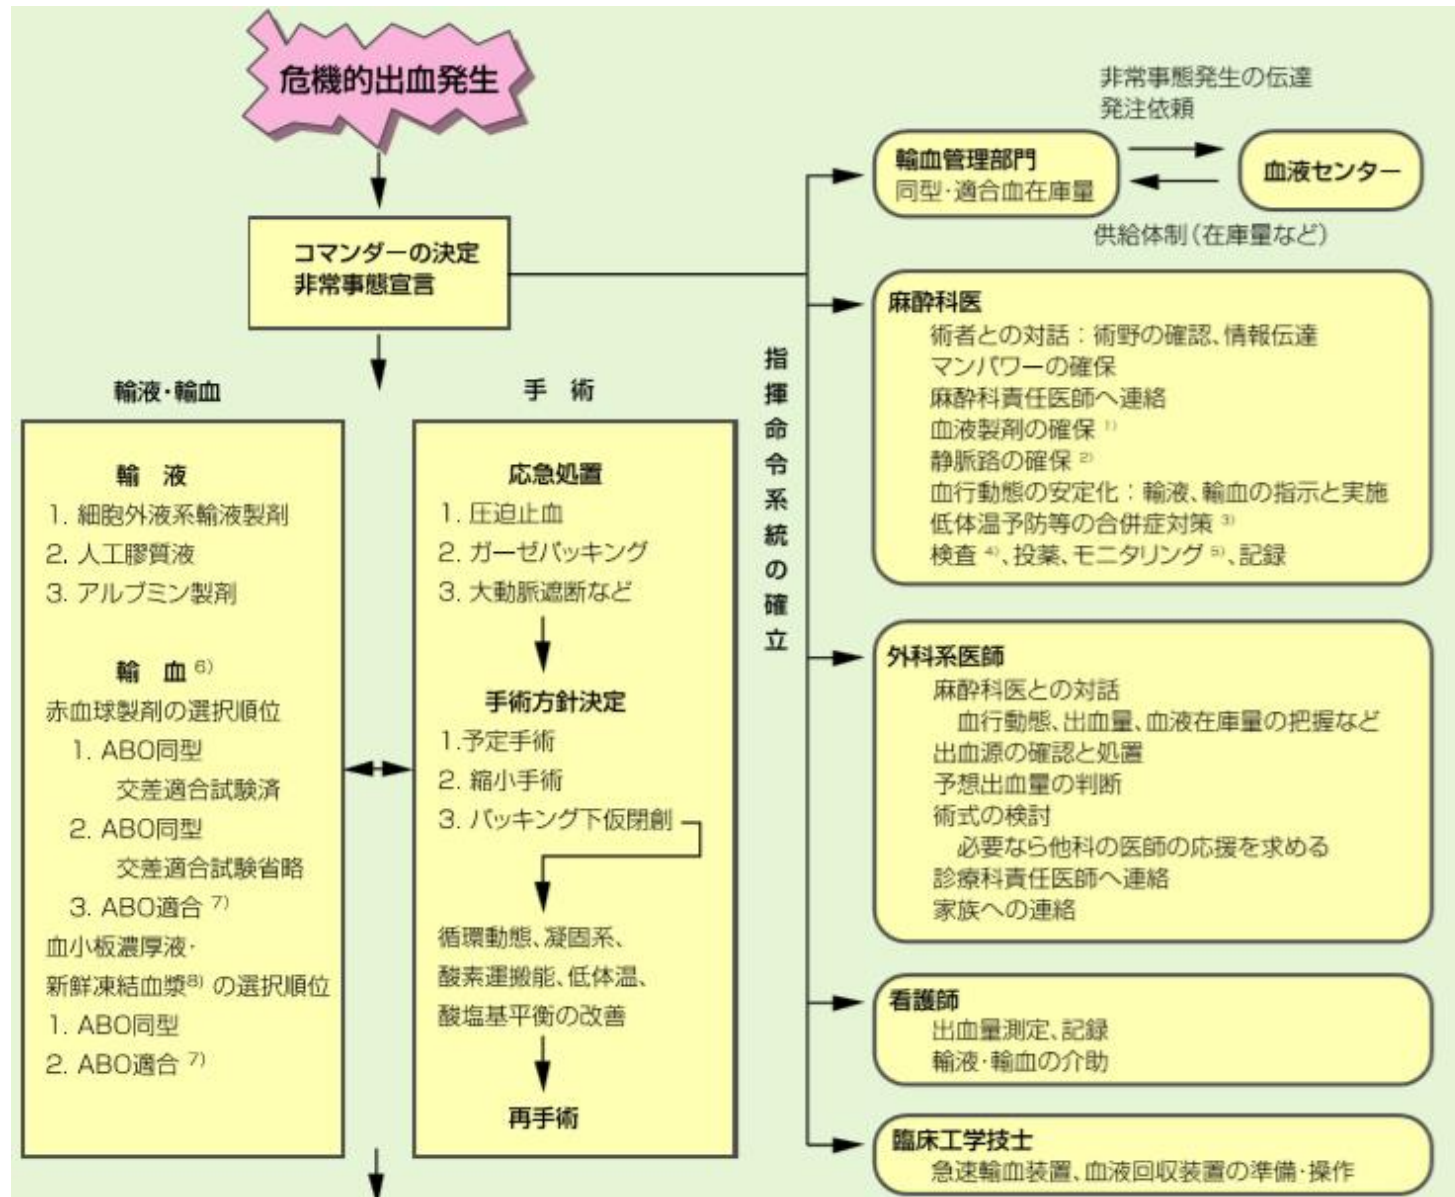 危機的出血発生
コマンダーの決定
非常事態宣言
輸液・輸血
輸 液
1. 細胞外液系輸液製剤
2. 人工膠質液
3. アルブミン製剤
輸 血 6)
赤血球製剤の選択順位
1. ABO同型
交差適合試験済
2. ABO同型
交差適合試験省略
3. ABO適合 7)
血小板濃厚液・
新鮮凍結血漿8) の選択順位
1. ABO同型
2. ABO適合 7)
手 術
応急処置
1. 圧迫止血
2. ガーゼパッキング
3. 大動脈遮断など
手術方針決定
1.予定手術
2. 縮小手術
3. パッキング下仮閉創
循環動態、凝固系、
酸素運搬能、低体温、
酸塩基平衡の改善
再手術
指揮命令系統の確立
非常事態発生の伝達
発注依頼
輸血管理部門
同型・適合血在庫量
血液センター
供給体制(在庫量など)
麻酔科医
術者との対話:術野の確認、情報伝達
マンパワーの確保
麻酔科責任医師へ連絡
血液製剤の確保 1)
静脈路の確保 2)
血行動態の安定化:輸液、輸血の指示と実施
低体温予防等の合併症対策 3)
検査 4)、投薬、モニタリング 5)、記録
外科系医師
麻酔科医との対話
血行動態、出血量、血液在庫量の把握など
出血源の確認と処置
予想出血量の判断
術式の検討
必要なら他科の医師の応援を求める
診療科責任医師へ連絡
家族への連絡
看護師
出血量測定、記録
輸液・輸血の介助
臨床工学技士
急速輸血装置、血液回収装置の準備・操作